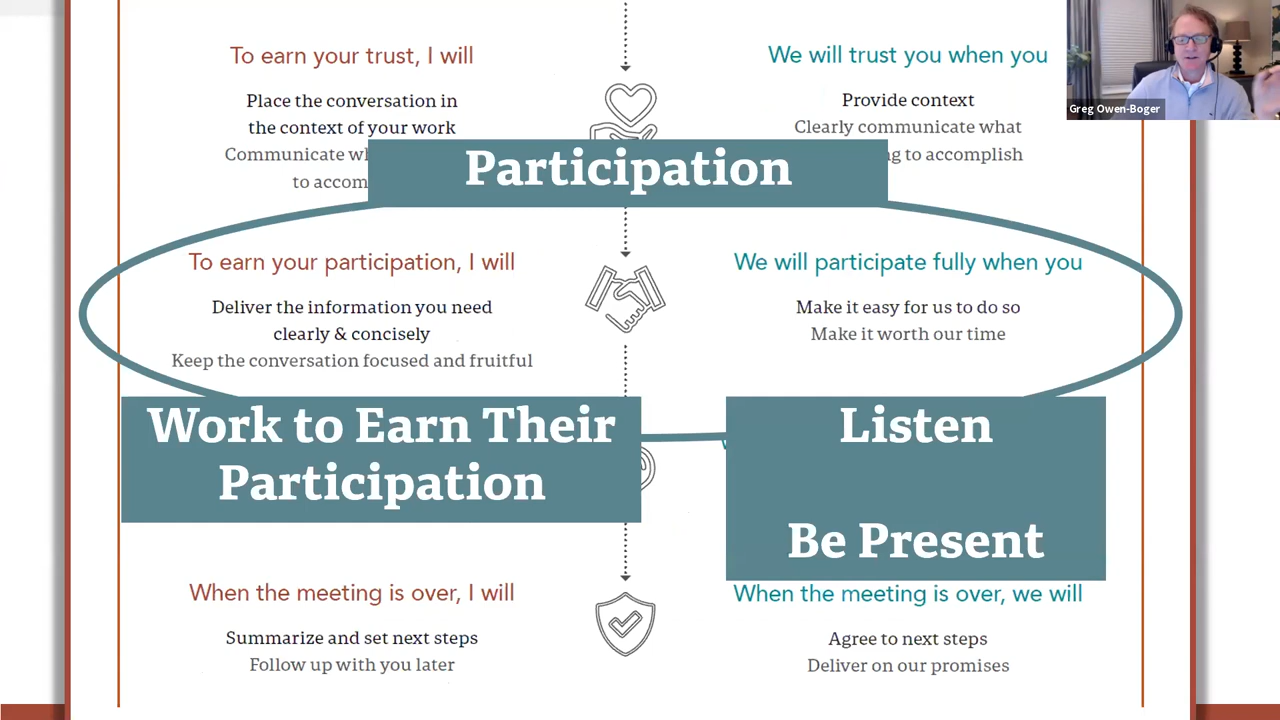 To earn your trust, I will
Place the conversation in
the context of your work
Communicate
to
We will trust you when you
Provide context
Clearly communicate what
to accomplish
Greg Owen-Boger
Participation
To earn your participation, I will
Deliver the information you need
clearly & concisely
Keep the conversation focused and fruitful
We will participate fully when you
Make it easy for us to do so
Make it worth our time
Work to Earn Their
Participation
Listen
Be Present
When the meeting is over, I will
Summarize and set next steps
Follow up with you later
When the meeting is over, we will
Agree to next steps
Deliver on our promises